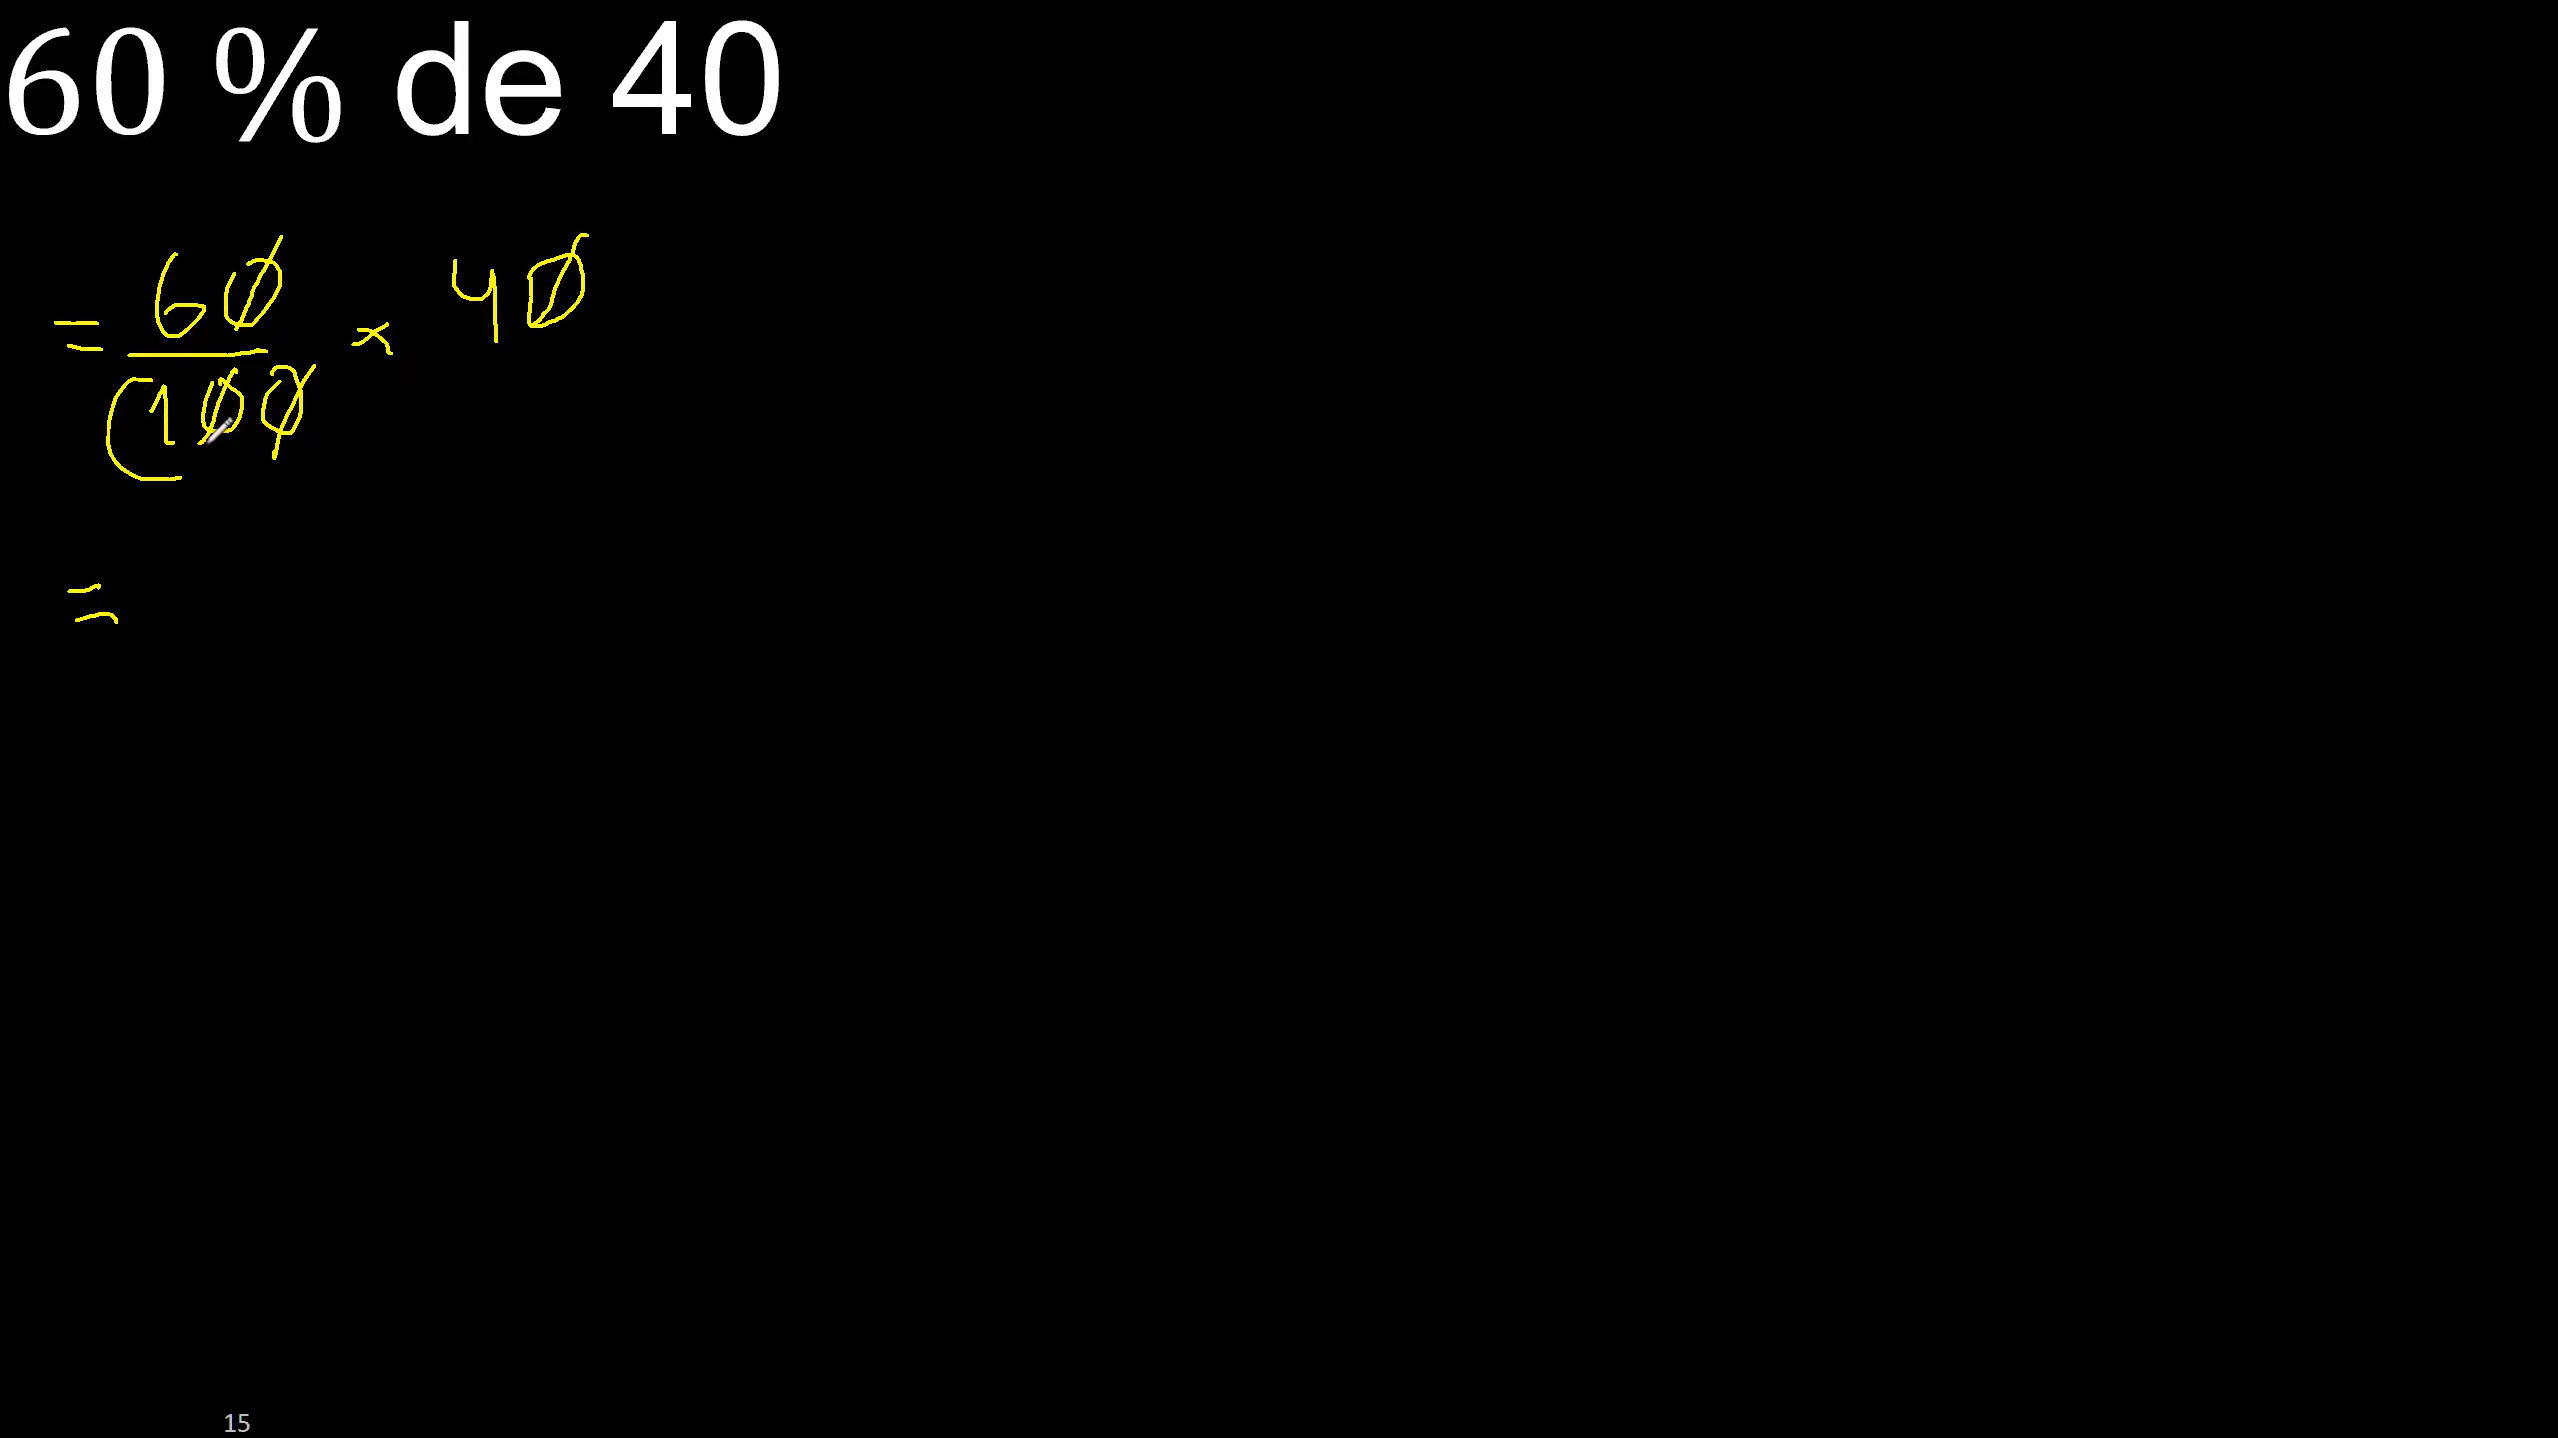 60 % de 40
= 60 × 40
(100
=
15